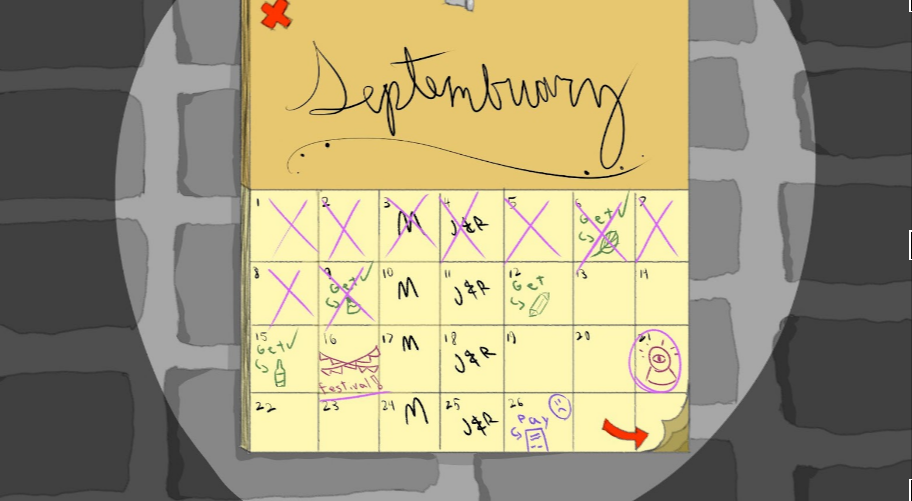 Septembuary
1 2 3 M 4 J&R 5 6 Get✓ 7
8 9 Get✓ 10 M 11 J&R 12 Get 13 14
15 Get✓ 16 Festival! 17 M 18 J&R 19 20 21
22 23 24 M 25 J&R 26 Pay